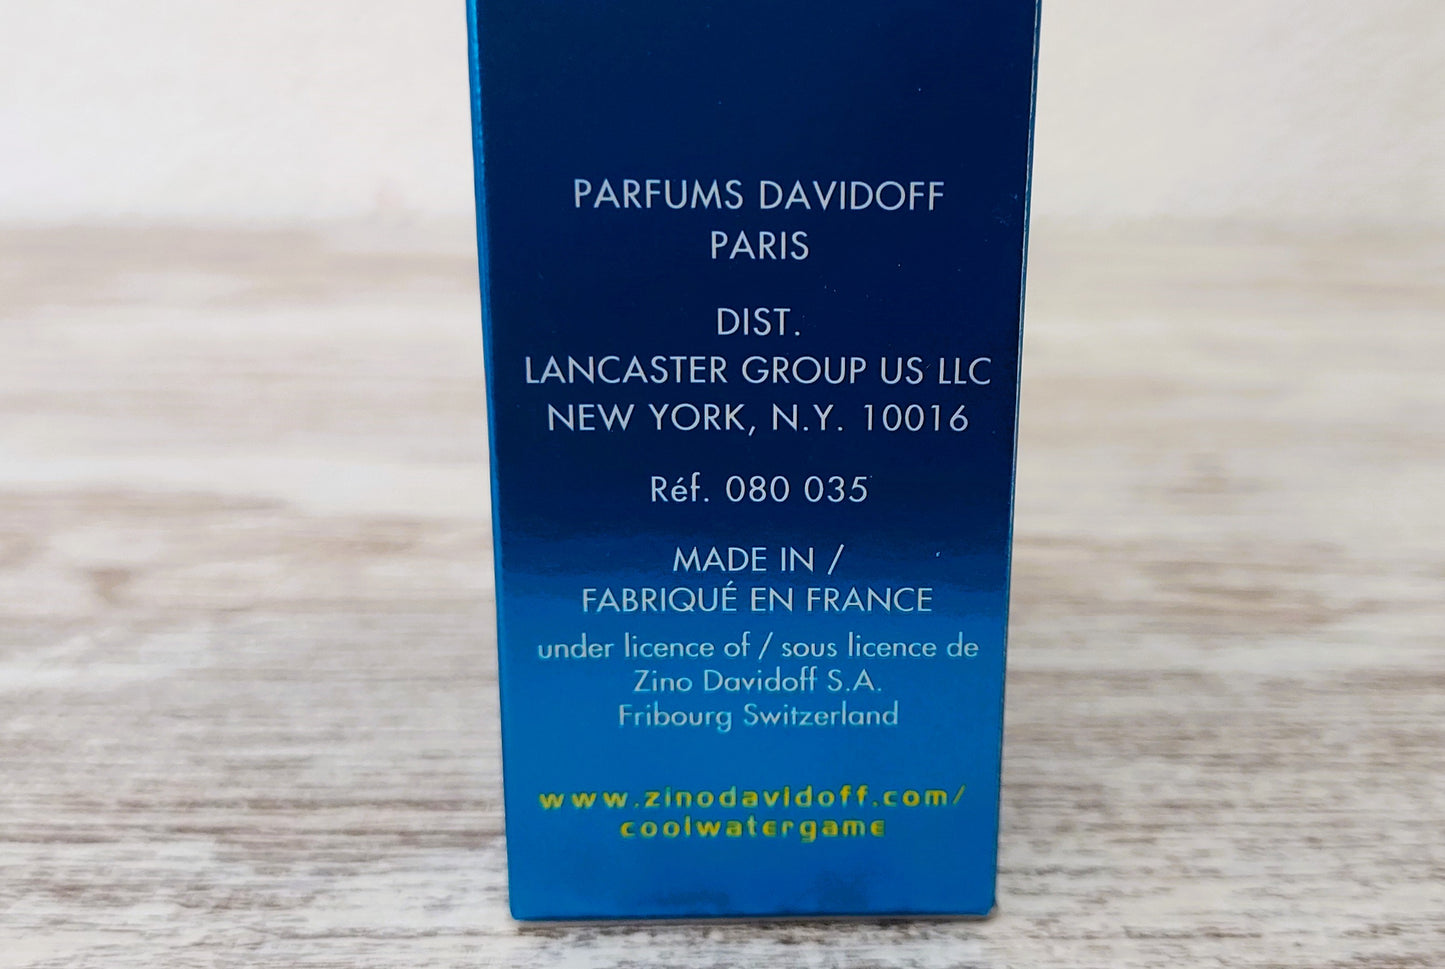 PARFUMS DAVIDOFF
PARIS
DIST.
LANCASTER GROUP US LLC
NEW YORK, N.Y. 10016
Réf. 080 035
MADE IN /
FABRIQUÉ EN FRANCE
under licence of / sous licence de
Zino Davidoff S.A.
Fribourg Switzerland
www.zinodavidoff.com/
coolwatergame